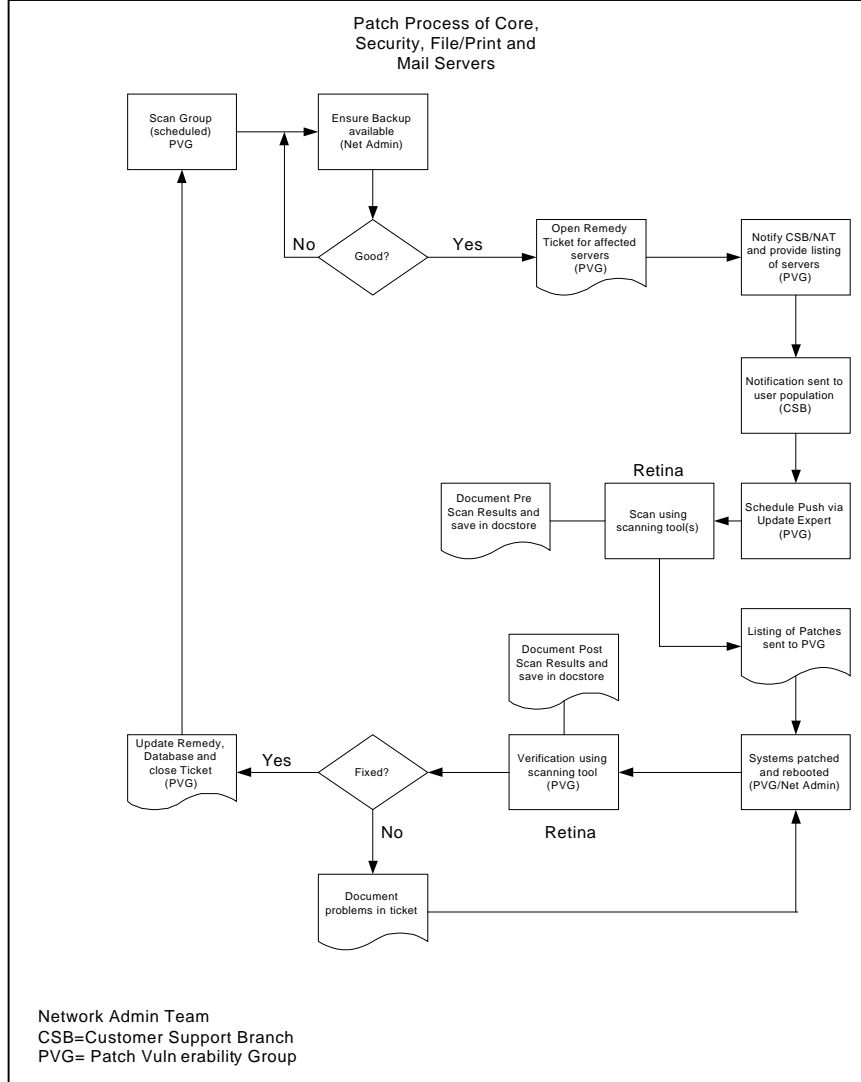 Patch Process of Core,
Security, File/Print and
Mail Servers
Scan Group
(scheduled)
PVG
Ensure Backup
available
(Net Admin)
No
Good?
Yes
Open Remedy
Ticket for affected
servers
(PVG)
Notify CSB/NAT
and provide listing
of servers
(PVG)
Notification sent to
user population
(CSB)
Retina
Document Pre
Scan Results and
save in docstore
Scan using
scanning tool(s)
Schedule Push via
Update Expert
(PVG)
Listing of Patches
sent to PVG
Document Post
Scan Results and
save in docstore
Update Remedy,
Database and
close Ticket
(PVG)
Yes
Fixed?
Verification using
scanning tool
(PVG)
Systems patched
and rebooted
(PVG/Net Admin)
No
Retina
Document
problems in ticket
Network Admin Team
CSB=Customer Support Branch
PVG= Patch Vuln erability Group